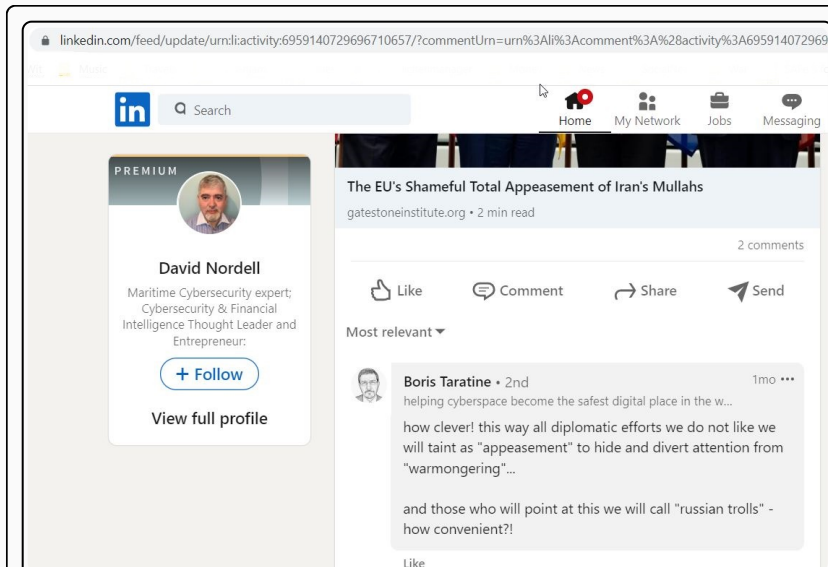 linkedin.com/feed/update/urn:li:activity:6959140729696710657/?commentUrn=urn%3Ali%3Acomment%3A%28activity%3A695914072969
Music
in
Search
Home
My Network
Jobs
Messaging
PREMIUM
David Nordell
Maritime Cybersecurity expert;
Cybersecurity & Financial
Intelligence Thought Leader and
Entrepreneur:
+ Follow
View full profile
The EU's Shameful Total Appeasement of Iran's Mullahs
gatestoneinstitute.org • 2 min read
2 comments
Like
Comment
Share
Send
Most relevant
Boris Taratine • 2nd
1mo •••
helping cyberspace become the safest digital place in the w...
how clever! this way all diplomatic efforts we do not like we
will taint as "appeasement" to hide and divert attention from
"warmongering"...
and those who will point at this we will call "russian trolls" -
how convenient?!
Like